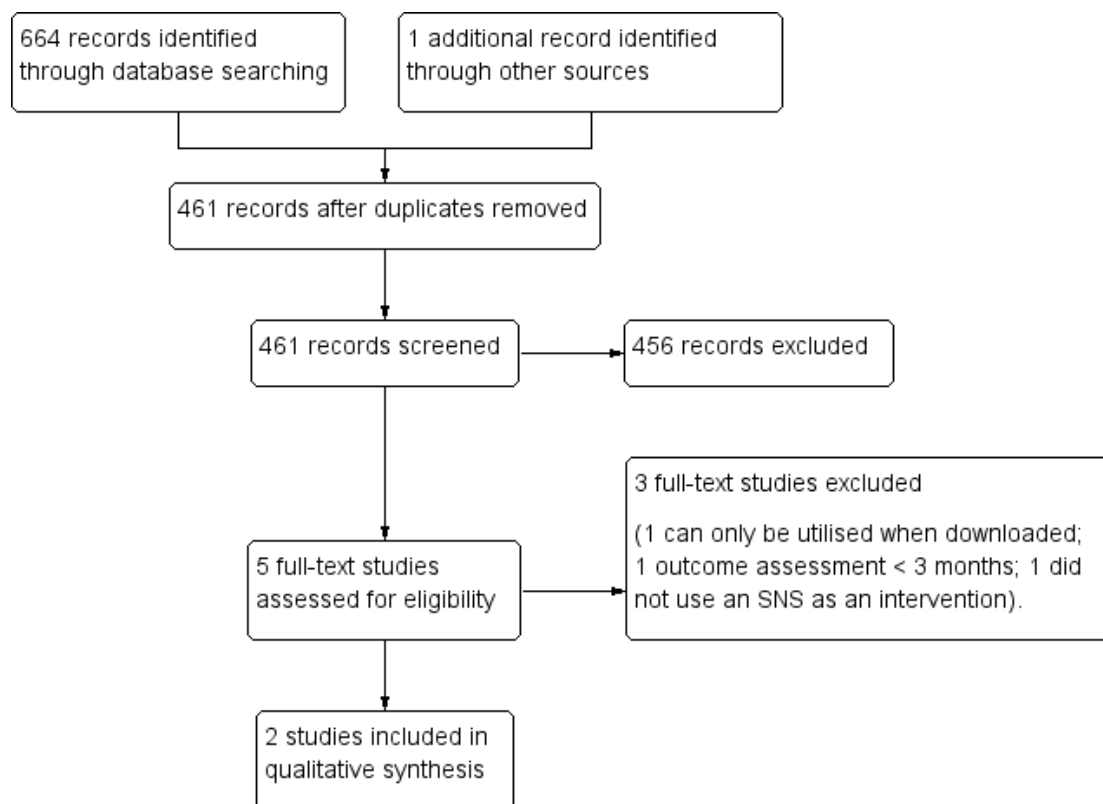 664 records identified
through database searching
1 additional record identified
through other sources
461 records after duplicates removed
461 records screened
456 records excluded
3 full-text studies excluded
(1 can only be utilised when downloaded;
1 outcome assessment < 3 months; 1 did
not use an SNS as an intervention).
5 full-text studies
assessed for eligibility
2 studies included in
qualitative synthesis